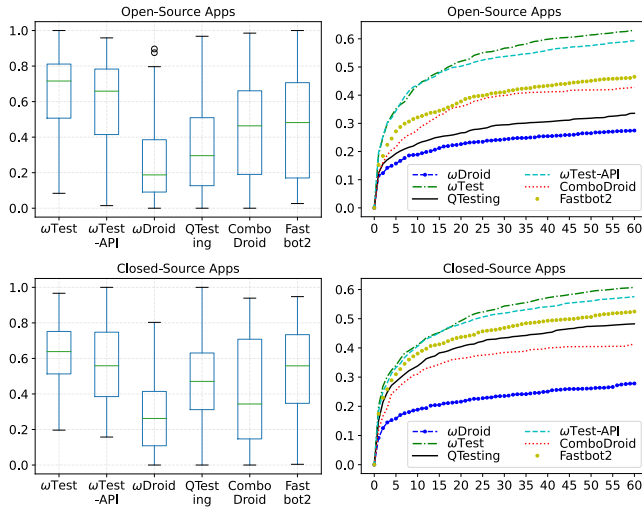 Open-Source Apps
1.0
0.8
0.6
0.4
0.2
0.0
ωTest
ωTest
-API
ωDroid
QTest
ing
Combo
Droid
Fast
bot2
Open-Source Apps
0.6
0.5
0.4
0.3
0.2
0.1
0.0
ωDroid
ωTest
QTesting
ωTest-API
ComboDroid
Fastbot2
0 5 10 15 20 25 30 35 40 45 50 55 60
Closed-Source Apps
1.0
0.8
0.6
0.4
0.2
0.0
ωTest
ωTest
-API
ωDroid
QTest
ing
Combo
Droid
Fast
bot2
Closed-Source Apps
0.6
0.5
0.4
0.3
0.2
0.1
0.0
ωDroid
ωTest
QTesting
ωTest-API
ComboDroid
Fastbot2
0 5 10 15 20 25 30 35 40 45 50 55 60